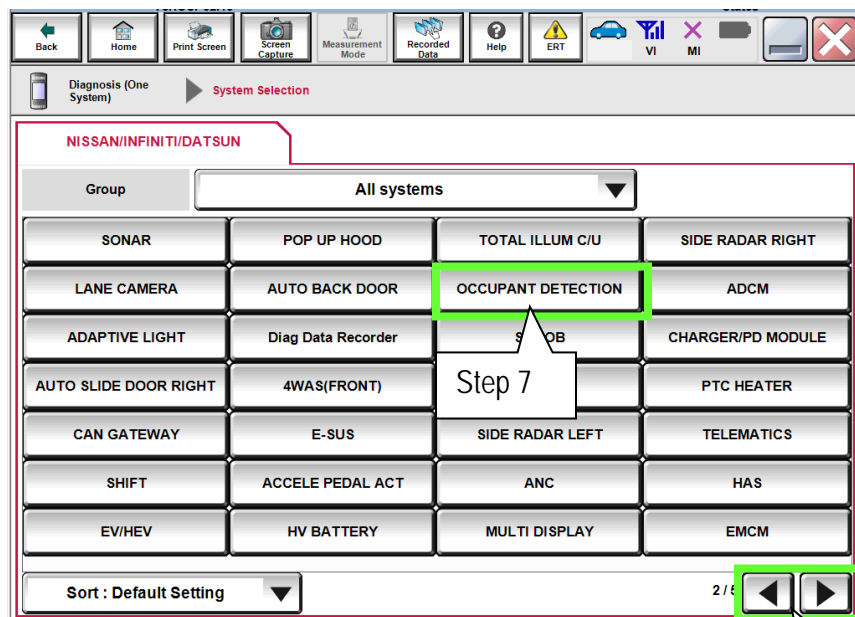 Back
Home
Print Screen
Screen
Capture
Measurement
Mode
Recorded
Data
Help
ERT
VI
MI
Diagnosis (One
System)
System Selection
NISSAN/INFINITI/DATSUN
Group
All systems
SONAR
POP UP HOOD
TOTAL ILLUM C/U
SIDE RADAR RIGHT
LANE CAMERA
AUTO BACK DOOR
OCCUPANT DETECTION
ADCM
ADAPTIVE LIGHT
Diag Data Recorder
CHARGER/PD MODULE
AUTO SLIDE DOOR RIGHT
4WAS(FRONT)
Step 7
PTC HEATER
CAN GATEWAY
E-SUS
SIDE RADAR LEFT
TELEMATICS
SHIFT
ACCELE PEDAL ACT
ANC
HAS
EV/HEV
HV BATTERY
MULTI DISPLAY
EMCM
Sort : Default Setting
2 /